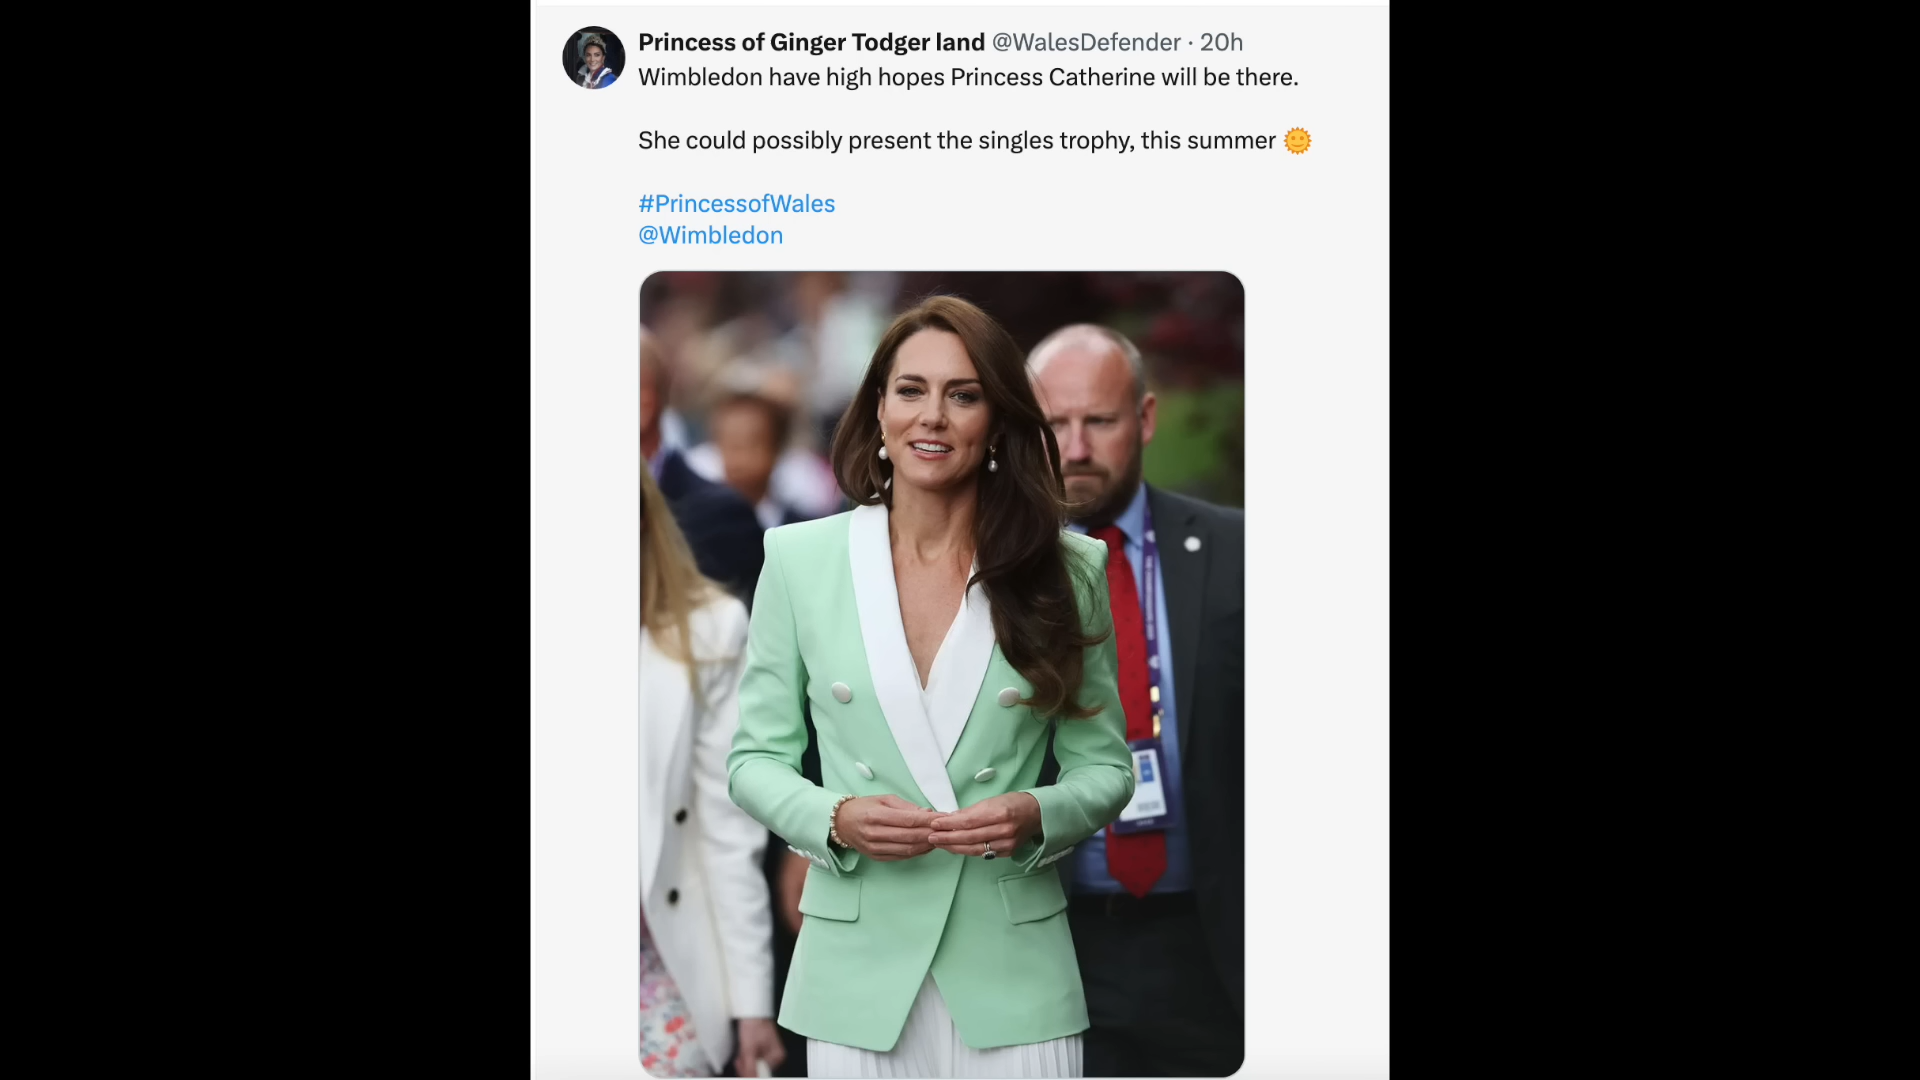 Princess of Ginger Todger land @WalesDefender · 20h
Wimbledon have high hopes Princess Catherine will be there.
She could possibly present the singles trophy, this summer 🌞
#PrincessofWales
@Wimbledon